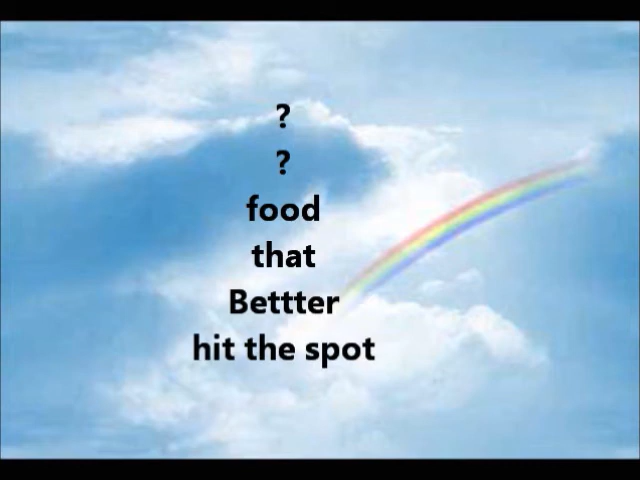 ?
?
food
that
Bettter
hit the spot